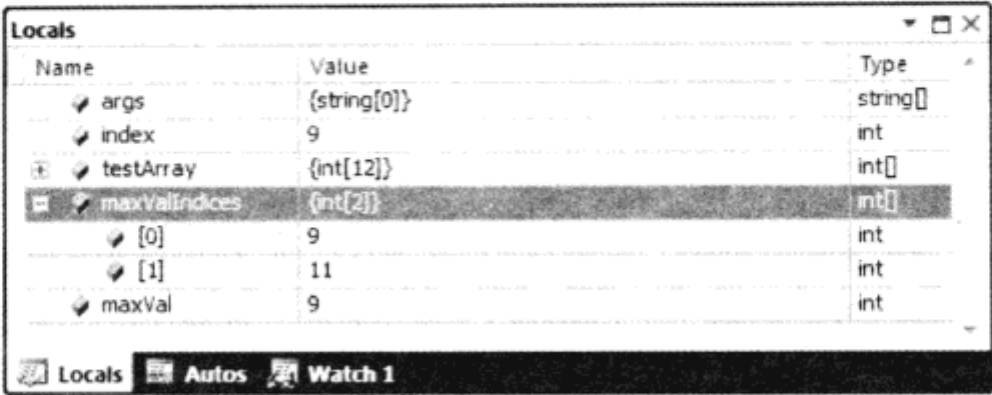 Locals
Name Value Type
args {string[0]} string[]
index 9 int
testArray {int[12]} int[]
maxValIndices {int[2]} int[]
[0] 9 int
[1] 11 int
maxVal 9 int
Locals Autos Watch 1